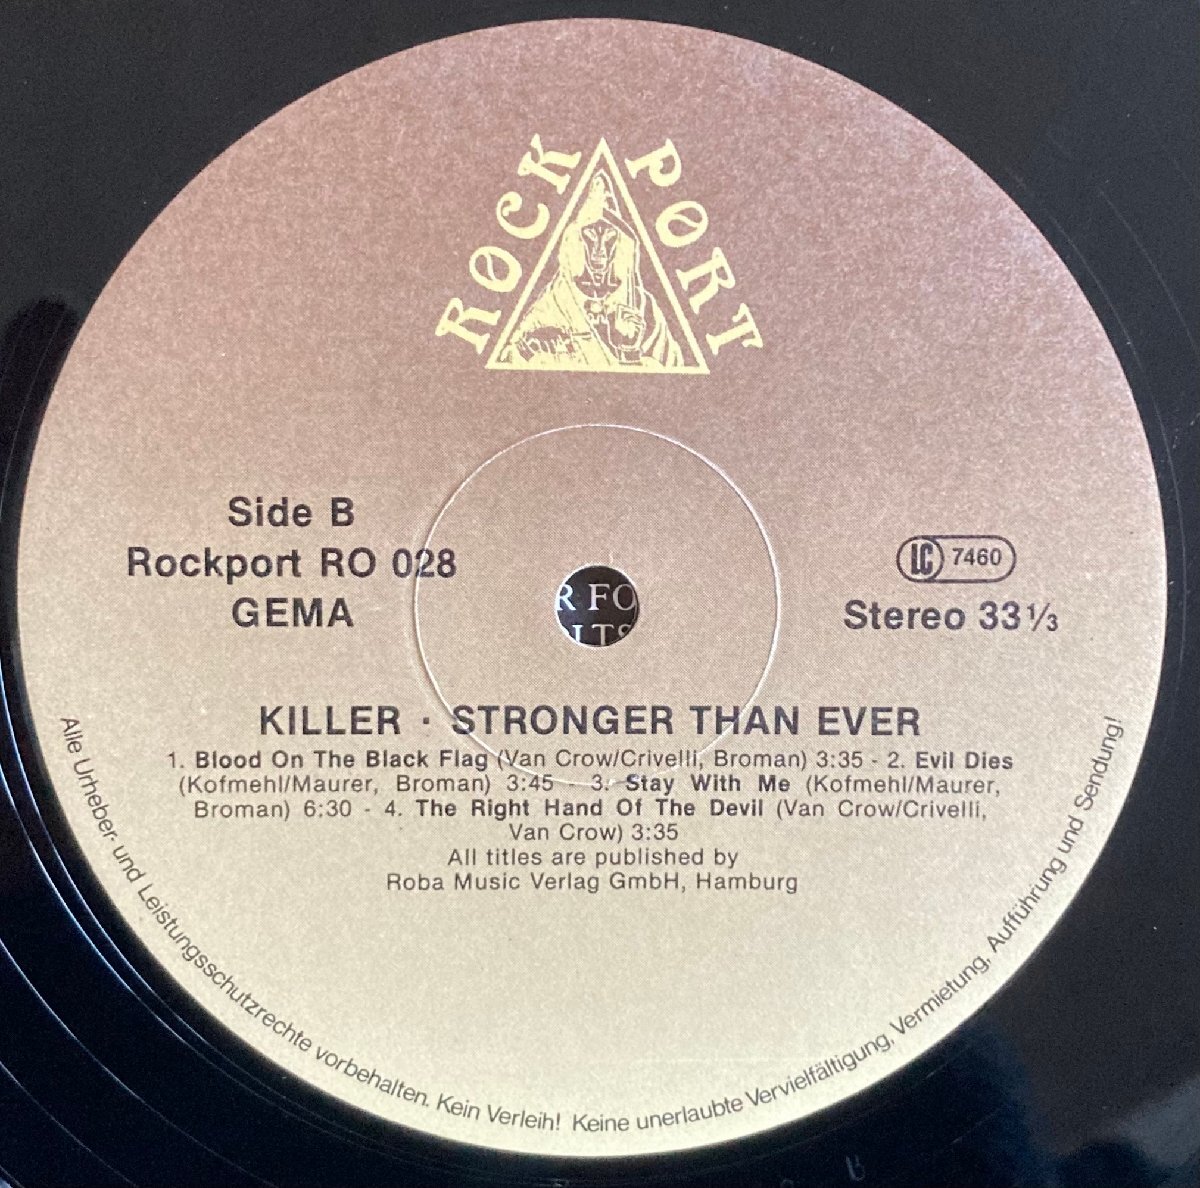 ROCK PORT
Side B
Rockport RO 028
GEMA
LC 7460
Stereo 33 1/3
KILLER · STRONGER THAN EVER
1. Blood On The Black Flag (Van Crow/Crivelli, Broman) 3:35 - 2. Evil Dies
(Kofmehl/Maurer, Broman) 3:45 - 3. Stay With Me (Kofmehl/Maurer,
Broman) 6:30 - 4. The Right Hand Of The Devil (Van Crow/Crivelli,
Van Crow) 3:35
All titles are published by
Roba Music Verlag GmbH, Hamburg
Alle Urheber- und Leistungsschutzrechte vorbehalten. Kein Verleih! Keine unerlaubte Vervielfältigung, Vermietung, Aufführung und Sendung!
R FO